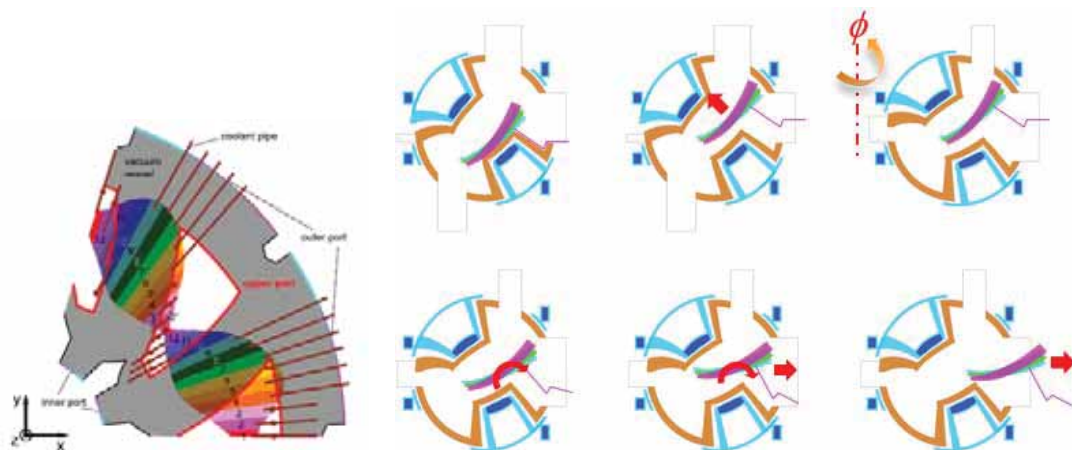 coolant pipe
vacuum
vessel
outer port
upper port
inner port
y
z
x
ϕ